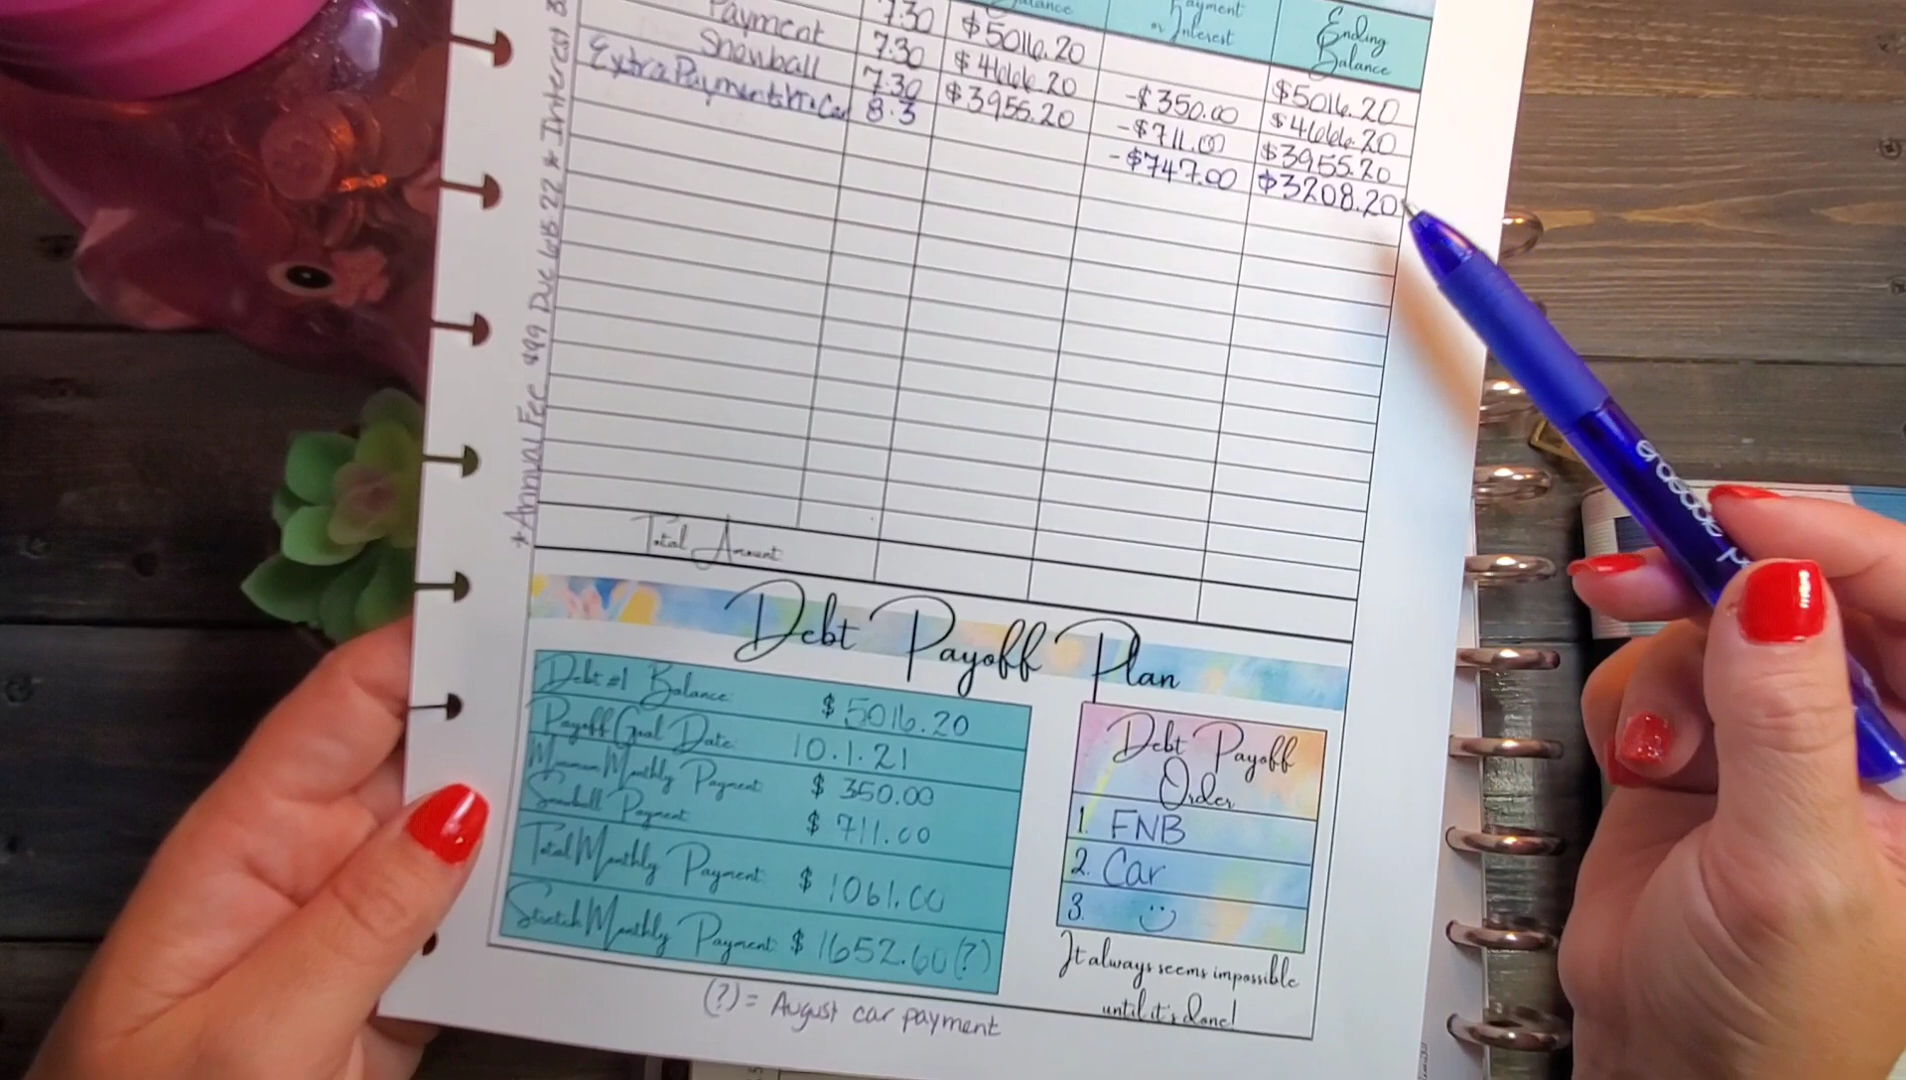 Balance Payment or Interest Ending Balance
7.30 $5016.20 $5016.20
Payment 7.30 $4666.20 -$350.00 $4666.20
Snowball 7.30 $3955.20 -$711.00 $3955.20
Extra Payment 8.3 -$747.00 $3208.20
Total Amount
* Annual Fee $99 Due 22 * Interest
Debt Payoff Plan
Debt #1 Balance: $5016.20
Payoff Goal Date: 10.1.21
Minimum Monthly Payment: $350.00
Snowball Payment: $711.00
Total Monthly Payment: $1061.00
Stretch Monthly Payment: $1652.60(?)
(?) = August car payment
Debt Payoff
Order
1. FNB
2. Car
3.
It always seems impossible
until it's done!
erasable